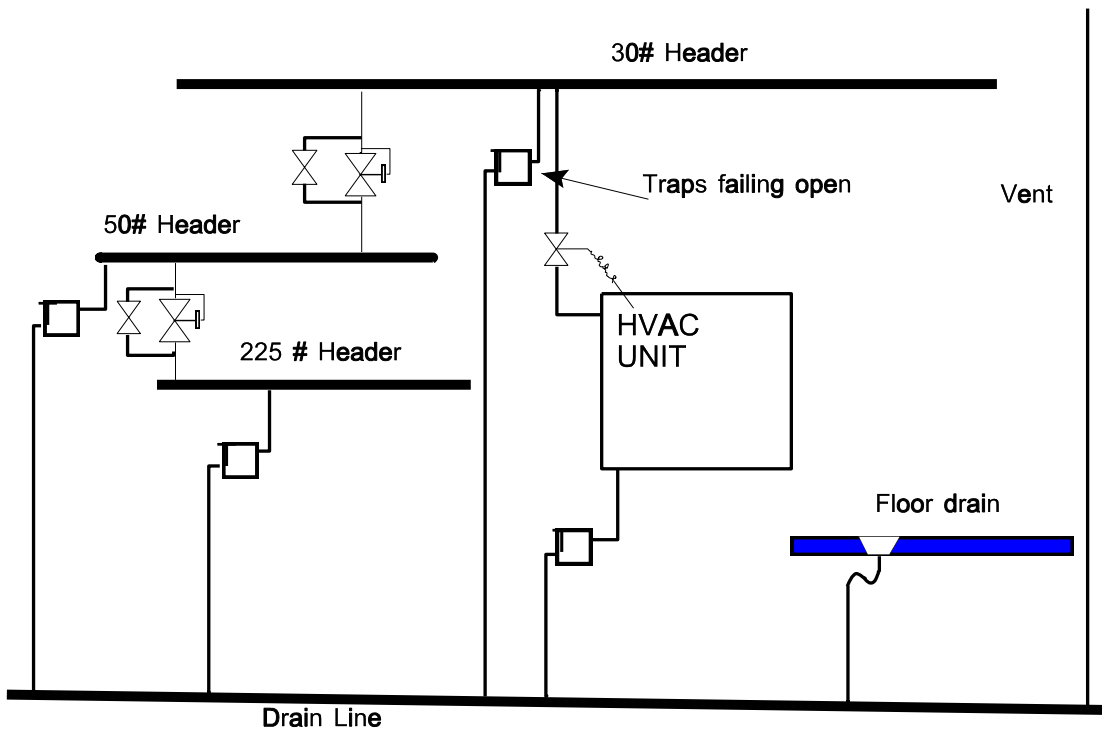 30# Header
Traps failing open
Vent
50# Header
HVAC
UNIT
225 # Header
Floor drain
Drain Line